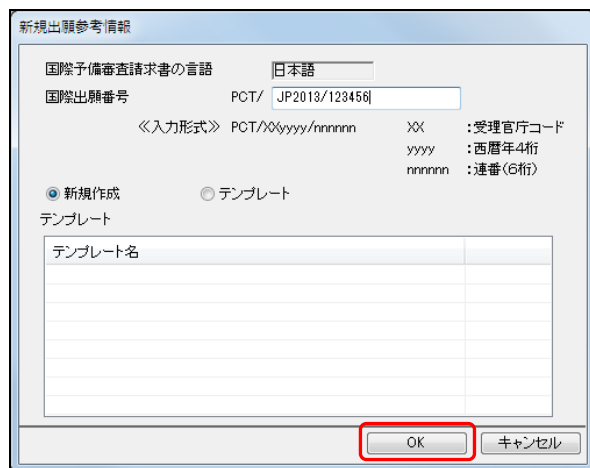 新規出願参考情報
国際予備審査請求書の言語 日本語
国際出願番号 PCT/ JP2013/123456
≪入力形式≫ PCT/XXyyyy/nnnnnn XX :受理官庁コード
yyyy :西暦年4桁
nnnnnn :連番(6桁)
新規作成 テンプレート
テンプレート
テンプレート名
OK キャンセル